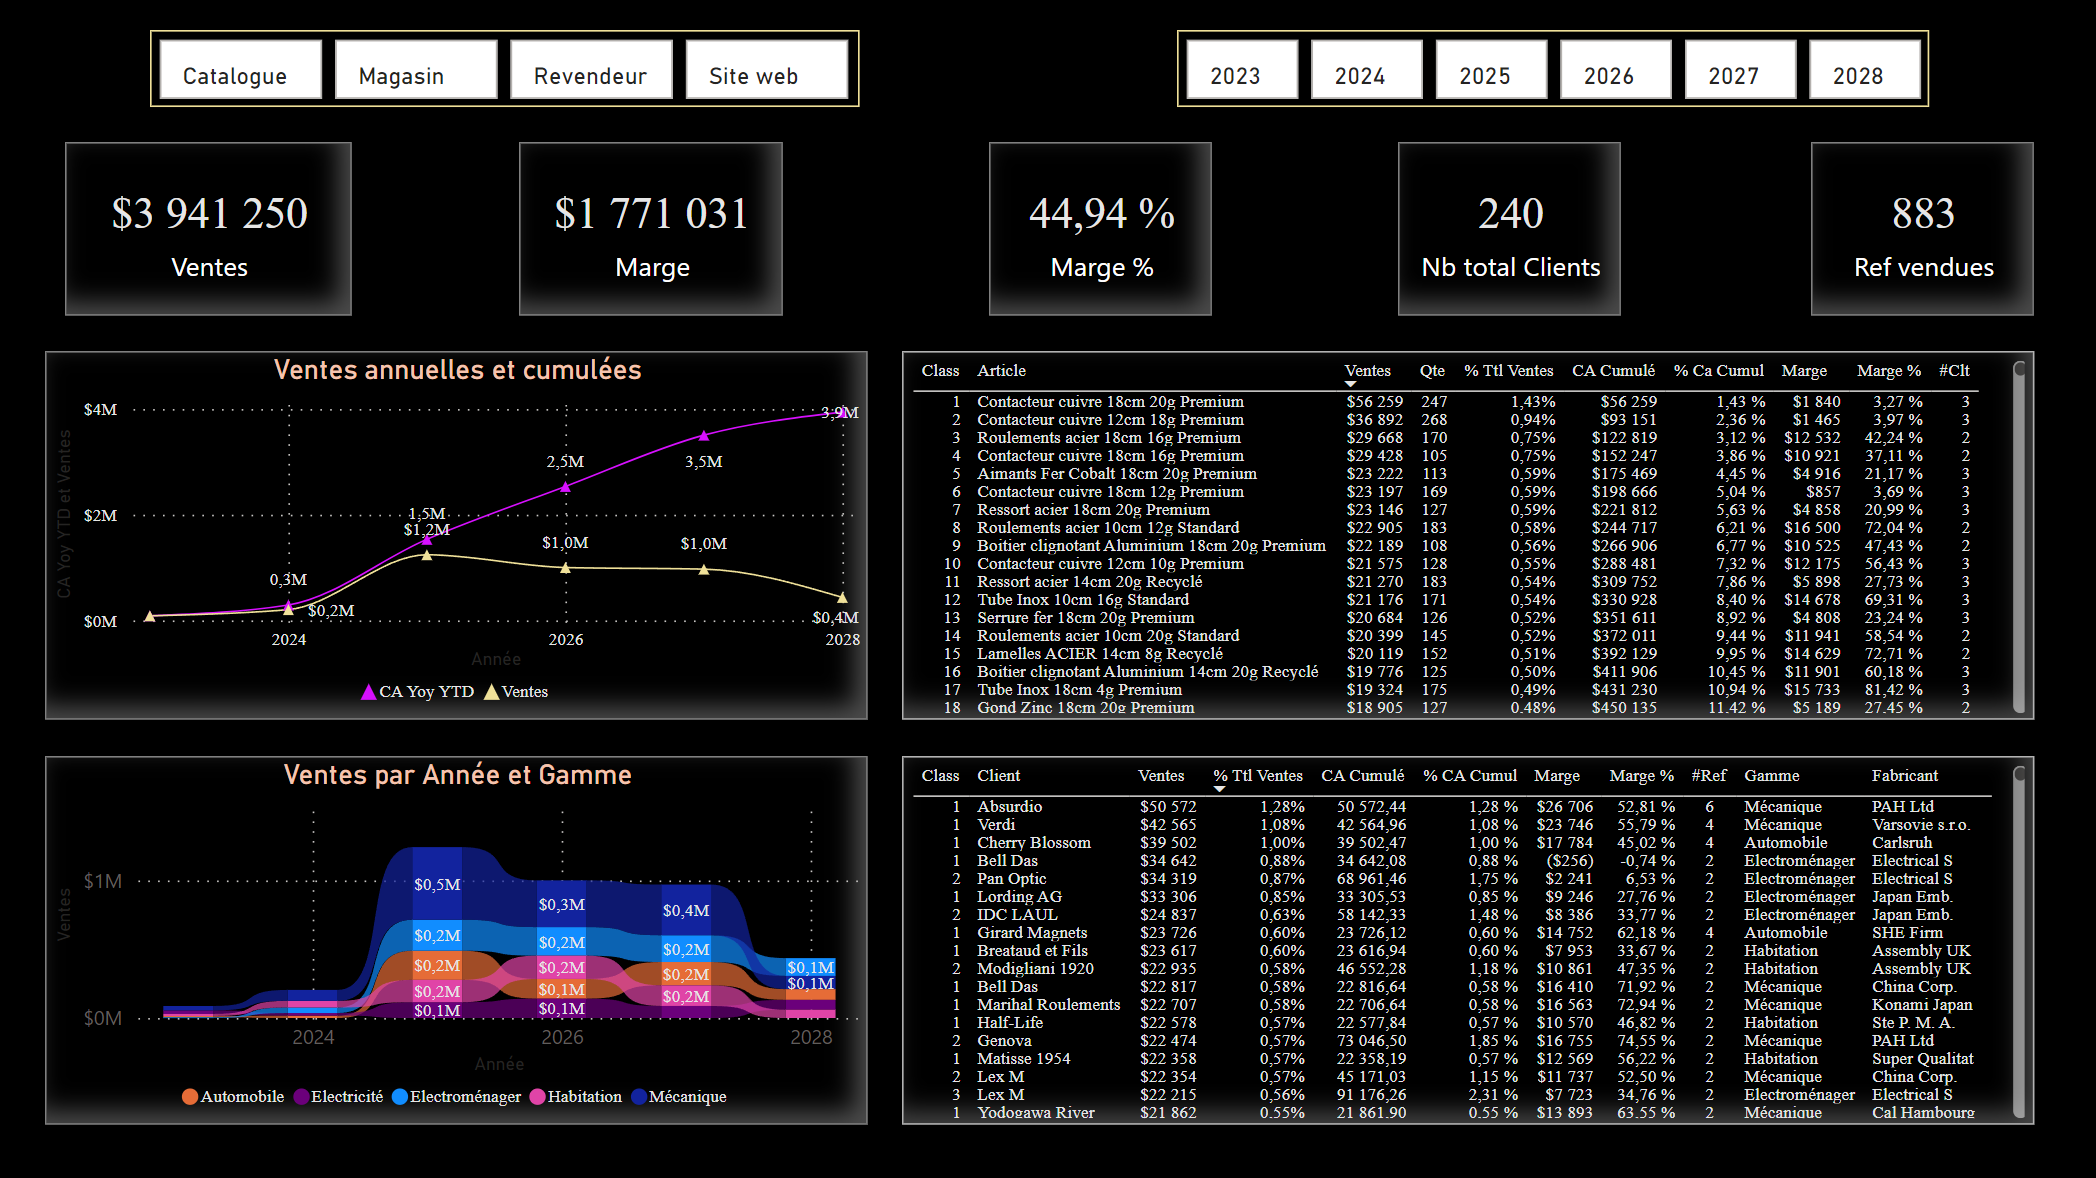 Catalogue Magasin Revendeur Site web
2023 2024 2025 2026 2027 2028
$3 941 250
Ventes
$1 771 031
Marge
44,94 %
Marge %
240
Nb total Clients
883
Ref vendues
Ventes annuelles et cumulées
CA Yoy YTD et Ventes
$4M
$2M
$0M
3,9M
3,5M
2,5M
1,5M
$1,2M
$1,0M
$1,0M
0,3M
$0,2M
$0,4M
2024 2026 2028
Année
CA Yoy YTD Ventes
Class Article Ventes Qte % Ttl Ventes CA Cumulé % Ca Cumul Marge Marge % #Clt
1 Contacteur cuivre 18cm 20g Premium $56 259 247 1,43% $56 259 1,43 % $1 840 3,27 % 3
2 Contacteur cuivre 12cm 18g Premium $36 892 268 0,94% $93 151 2,36 % $1 465 3,97 % 3
3 Roulements acier 18cm 16g Premium $29 668 170 0,75% $122 819 3,12 % $12 532 42,24 % 2
4 Contacteur cuivre 18cm 16g Premium $29 428 105 0,75% $152 247 3,86 % $10 921 37,11 % 2
5 Aimants Fer Cobalt 18cm 20g Premium $23 222 113 0,59% $175 469 4,45 % $4 916 21,17 % 3
6 Contacteur cuivre 18cm 12g Premium $23 197 169 0,59% $198 666 5,04 % $857 3,69 % 3
7 Ressort acier 18cm 20g Premium $23 146 127 0,59% $221 812 5,63 % $4 858 20,99 % 3
8 Roulements acier 10cm 12g Standard $22 905 183 0,58% $244 717 6,21 % $16 500 72,04 % 2
9 Boitier clignotant Aluminium 18cm 20g Premium $22 189 108 0,56% $266 906 6,77 % $10 525 47,43 % 2
10 Contacteur cuivre 12cm 10g Premium $21 575 128 0,55% $288 481 7,32 % $12 175 56,43 % 3
11 Ressort acier 14cm 20g Recyclé $21 270 183 0,54% $309 752 7,86 % $5 898 27,73 % 3
12 Tube Inox 10cm 16g Standard $21 176 171 0,54% $330 928 8,40 % $14 678 69,31 % 3
13 Serrure fer 18cm 20g Premium $20 684 126 0,52% $351 611 8,92 % $4 808 23,24 % 3
14 Roulements acier 10cm 20g Standard $20 399 145 0,52% $372 011 9,44 % $11 941 58,54 % 2
15 Lamelles ACIER 14cm 8g Recyclé $20 119 152 0,51% $392 129 9,95 % $14 629 72,71 % 2
16 Boitier clignotant Aluminium 14cm 20g Recyclé $19 776 125 0,50% $411 906 10,45 % $11 901 60,18 % 3
17 Tube Inox 18cm 4g Premium $19 324 175 0,49% $431 230 10,94 % $15 733 81,42 % 3
18 Gond Zinc 18cm 20g Premium $18 905 127 0,48% $450 135 11,42 % $5 189 27,45 % 2
Ventes par Année et Gamme
Ventes
$1M
$0M
$0,5M
$0,2M
$0,2M
$0,2M
$0,1M
$0,3M
$0,2M
$0,2M
$0,1M
$0,1M
$0,4M
$0,2M
$0,2M
$0,2M
$0,1M
$0,1M
2024 2026 2028
Année
Automobile Electricité Electroménager Habitation Mécanique
Class Client Ventes % Ttl Ventes CA Cumulé % CA Cumul Marge Marge % #Ref Gamme Fabricant
1 Absurdio $50 572 1,28% 50 572,44 1,28 % $26 706 52,81 % 6 Mécanique PAH Ltd
1 Verdi $42 565 1,08% 42 564,96 1,08 % $23 746 55,79 % 4 Mécanique Varsovie s.r.o.
1 Cherry Blossom $39 502 1,00% 39 502,47 1,00 % $17 784 45,02 % 4 Automobile Carlsruh
1 Bell Das $34 642 0,88% 34 642,08 0,88 % ($256) -0,74 % 2 Electroménager Electrical S
2 Pan Optic $34 319 0,87% 68 961,46 1,75 % $2 241 6,53 % 2 Electroménager Electrical S
1 Lording AG $33 306 0,85% 33 305,53 0,85 % $9 246 27,76 % 2 Electroménager Japan Emb.
2 IDC LAUL $24 837 0,63% 58 142,33 1,48 % $8 386 33,77 % 2 Electroménager Japan Emb.
1 Girard Magnets $23 726 0,60% 23 726,12 0,60 % $14 752 62,18 % 4 Automobile SHE Firm
1 Breataud et Fils $23 617 0,60% 23 616,94 0,60 % $7 953 33,67 % 2 Habitation Assembly UK
2 Modigliani 1920 $22 935 0,58% 46 552,28 1,18 % $10 861 47,35 % 2 Habitation Assembly UK
1 Bell Das $22 817 0,58% 22 816,64 0,58 % $16 410 71,92 % 2 Mécanique China Corp.
1 Marihal Roulements $22 707 0,58% 22 706,64 0,58 % $16 563 72,94 % 2 Mécanique Konami Japan
1 Half-Life $22 578 0,57% 22 577,84 0,57 % $10 570 46,82 % 2 Habitation Ste P. M. A.
2 Genova $22 474 0,57% 73 046,50 1,85 % $16 755 74,55 % 2 Mécanique PAH Ltd
1 Matisse 1954 $22 358 0,57% 22 358,19 0,57 % $12 569 56,22 % 2 Habitation Super Qualitat
2 Lex M $22 354 0,57% 45 171,03 1,15 % $11 737 52,50 % 2 Mécanique China Corp.
3 Lex M $22 215 0,56% 91 176,26 2,31 % $7 723 34,76 % 2 Electroménager Electrical S
1 Yodogawa River $21 862 0,55% 21 861,90 0,55 % $13 893 63,55 % 2 Mécanique Cal Hambourg